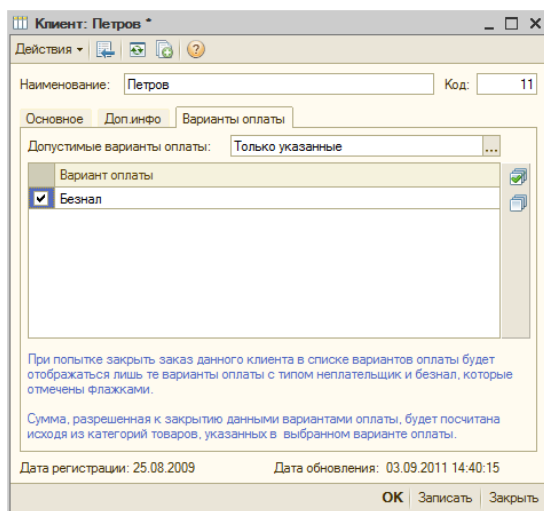 Клиент: Петров *
Действия
Наименование: Петров Код: 11
Основное Доп.инфо Варианты оплаты
Допустимые варианты оплаты: Только указанные ...
Вариант оплаты
Безнал
При попытке закрыть заказ данного клиента в списке вариантов оплаты будет
отображаться лишь те варианты оплаты с типом неплательщик и безнал, которые
отмечены флажками.
Сумма, разрешенная к закрытию данными вариантами оплаты, будет посчитана
исходя из категорий товаров, указанных в выбранном варианте оплаты.
Дата регистрации: 25.08.2009 Дата обновления: 03.09.2011 14:40:15
OK Записать Закрыть